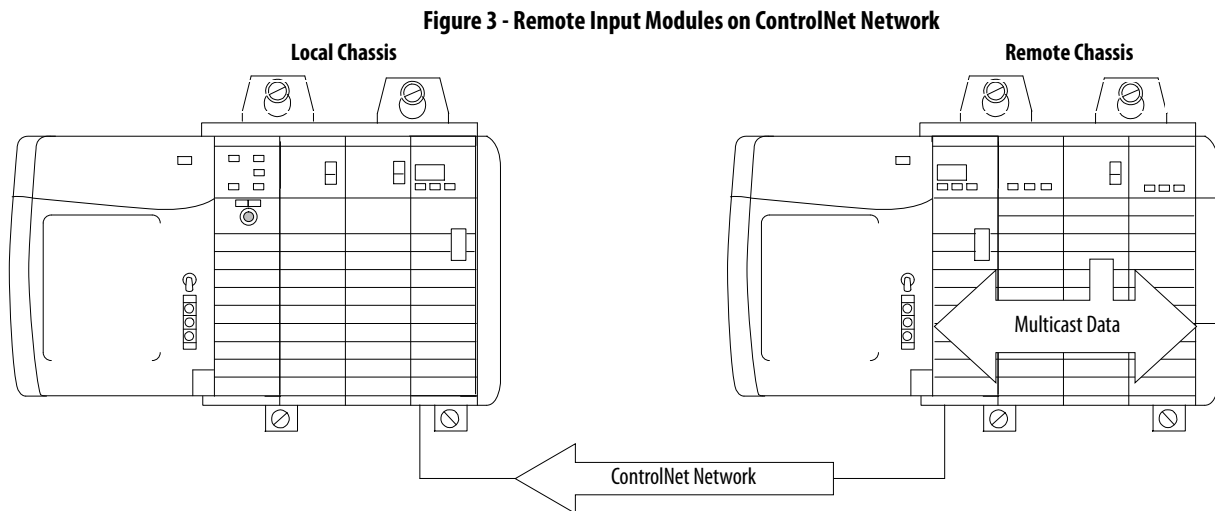 Figure 3 - Remote Input Modules on ControlNet Network
Local Chassis
Remote Chassis
Multicast Data
ControlNet Network